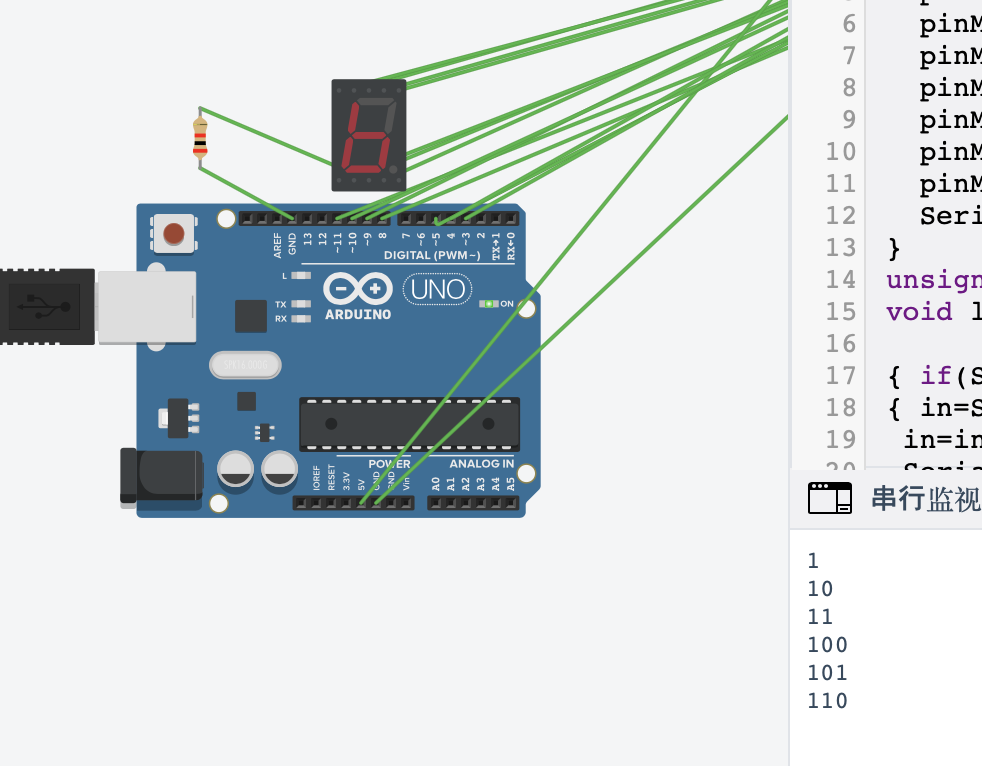 AREF
GND
13
12
~11
~10
~9
8
7
~6
~5
4
~3
2
TX→1
RX←0
DIGITAL (PWM~)
L
TX
RX
ARDUINO
UNO
ON
POWER
ANALOG IN
IOREF
RESET
3.3V
5V
GND
GND
Vin
A0
A1
A2
A3
A4
A5
6 pinM
7 pinM
8 pinM
9 pinM
10 pinM
11 pinM
12 Seri
13 }
14 unsign
15 void l
16
17 { if(S
18 { in=S
19 in=in
串行监视
1
10
11
100
101
110